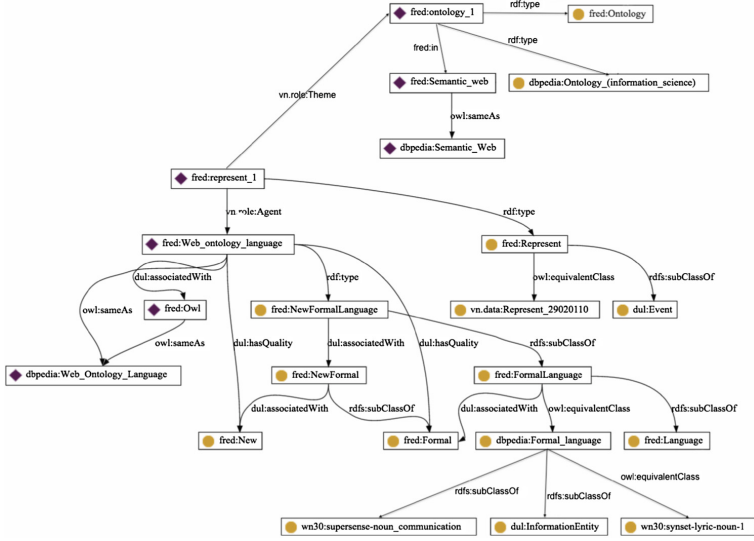 rdf:type
fred:ontology_1
fred:Ontology
fred:in
rdf:type
fred:Semantic_web
dbpedia:Ontology_(information_science)
vn.role:Theme
owl:sameAs
dbpedia:Semantic_Web
fred:represent_1
vn.role:Agent
rdf:type
fred:Web_ontology_language
fred:Represent
dul:associatedWith
rdf:type
owl:equivalentClass
rdfs:subClassOf
owl:sameAs
fred:Owl
fred:NewFormalLanguage
vn.data:Represent_29020110
dul:Event
owl:sameAs
dul:hasQuality
dul:associatedWith
dul:hasQuality
rdfs:subClassOf
dbpedia:Web_Ontology_Language
fred:NewFormal
fred:FormalLanguage
dul:associatedWith
rdfs:subClassOf
dul:associatedWith
owl:equivalentClass
rdfs:subClassOf
fred:New
fred:Formal
dbpedia:Formal_language
fred:Language
owl:equivalentClass
rdfs:subClassOf
rdfs:subClassOf
wn30:supersense-noun_communication
dul:InformationEntity
wn30:synset-lyric-noun-1